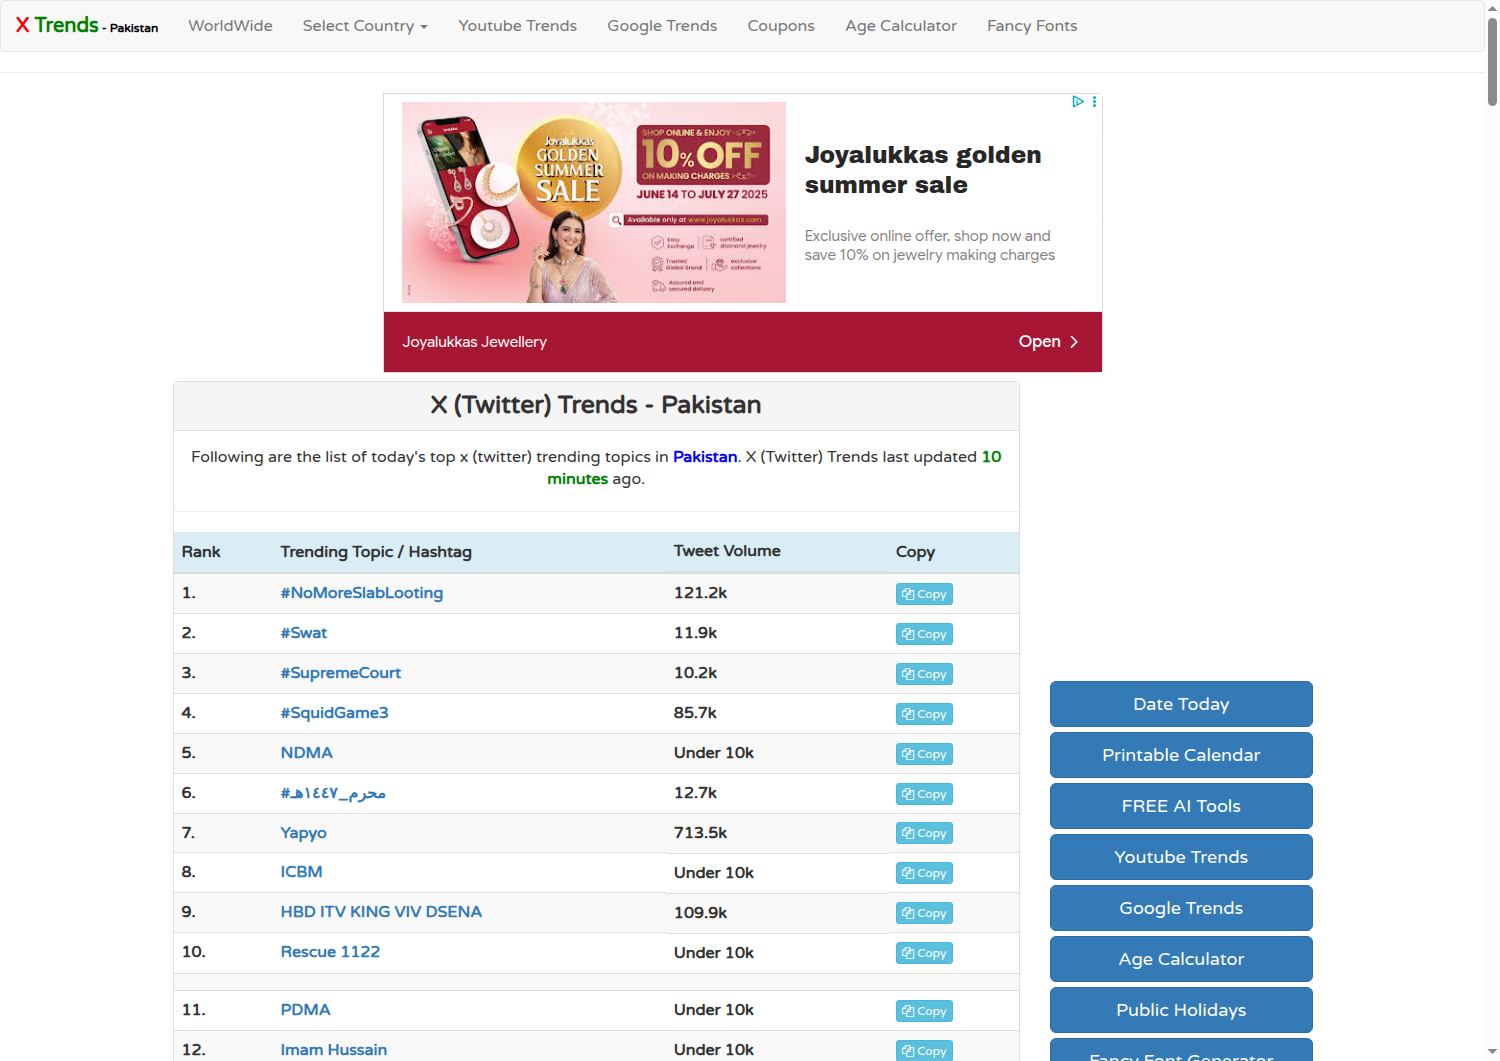 X Trends - Pakistan
WorldWide
Select Country
Youtube Trends
Google Trends
Coupons
Age Calculator
Fancy Fonts
Joyalukkas
GOLDEN
SUMMER
SALE
SHOP ONLINE & ENJOY
10% OFF
ON MAKING CHARGES
JUNE 14 TO JULY 27 2025
Available only at www.joyalukkas.com
Easy Exchange
certified diamond jewelry
Trusted Global Brand
exclusive collections
Assured and secured delivery
Joyalukkas golden
summer sale
Exclusive online offer, shop now and
save 10% on jewelry making charges
Joyalukkas Jewellery
Open
X (Twitter) Trends - Pakistan
Following are the list of today's top x (twitter) trending topics in Pakistan. X (Twitter) Trends last updated 10
minutes ago.
Rank Trending Topic / Hashtag Tweet Volume Copy
1. #NoMoreSlabLooting 121.2k Copy
2. #Swat 11.9k Copy
3. #SupremeCourt 10.2k Copy
4. #SquidGame3 85.7k Copy
5. NDMA Under 10k Copy
6. #محرم_١٤٤٧هـ 12.7k Copy
7. Yapyo 713.5k Copy
8. ICBM Under 10k Copy
9. HBD ITV KING VIV DSENA 109.9k Copy
10. Rescue 1122 Under 10k Copy
11. PDMA Under 10k Copy
12. Imam Hussain Under 10k Copy
Date Today
Printable Calendar
FREE AI Tools
Youtube Trends
Google Trends
Age Calculator
Public Holidays
Fancy Font Generator